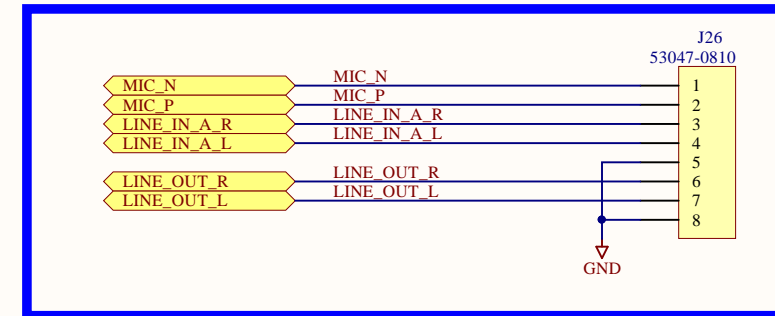 J26
53047-0810
MIC_N MIC_N 1
MIC_P MIC_P 2
LINE_IN_A_R LINE_IN_A_R 3
LINE_IN_A_L LINE_IN_A_L 4
5
LINE_OUT_R LINE_OUT_R 6
LINE_OUT_L LINE_OUT_L 7
8
GND